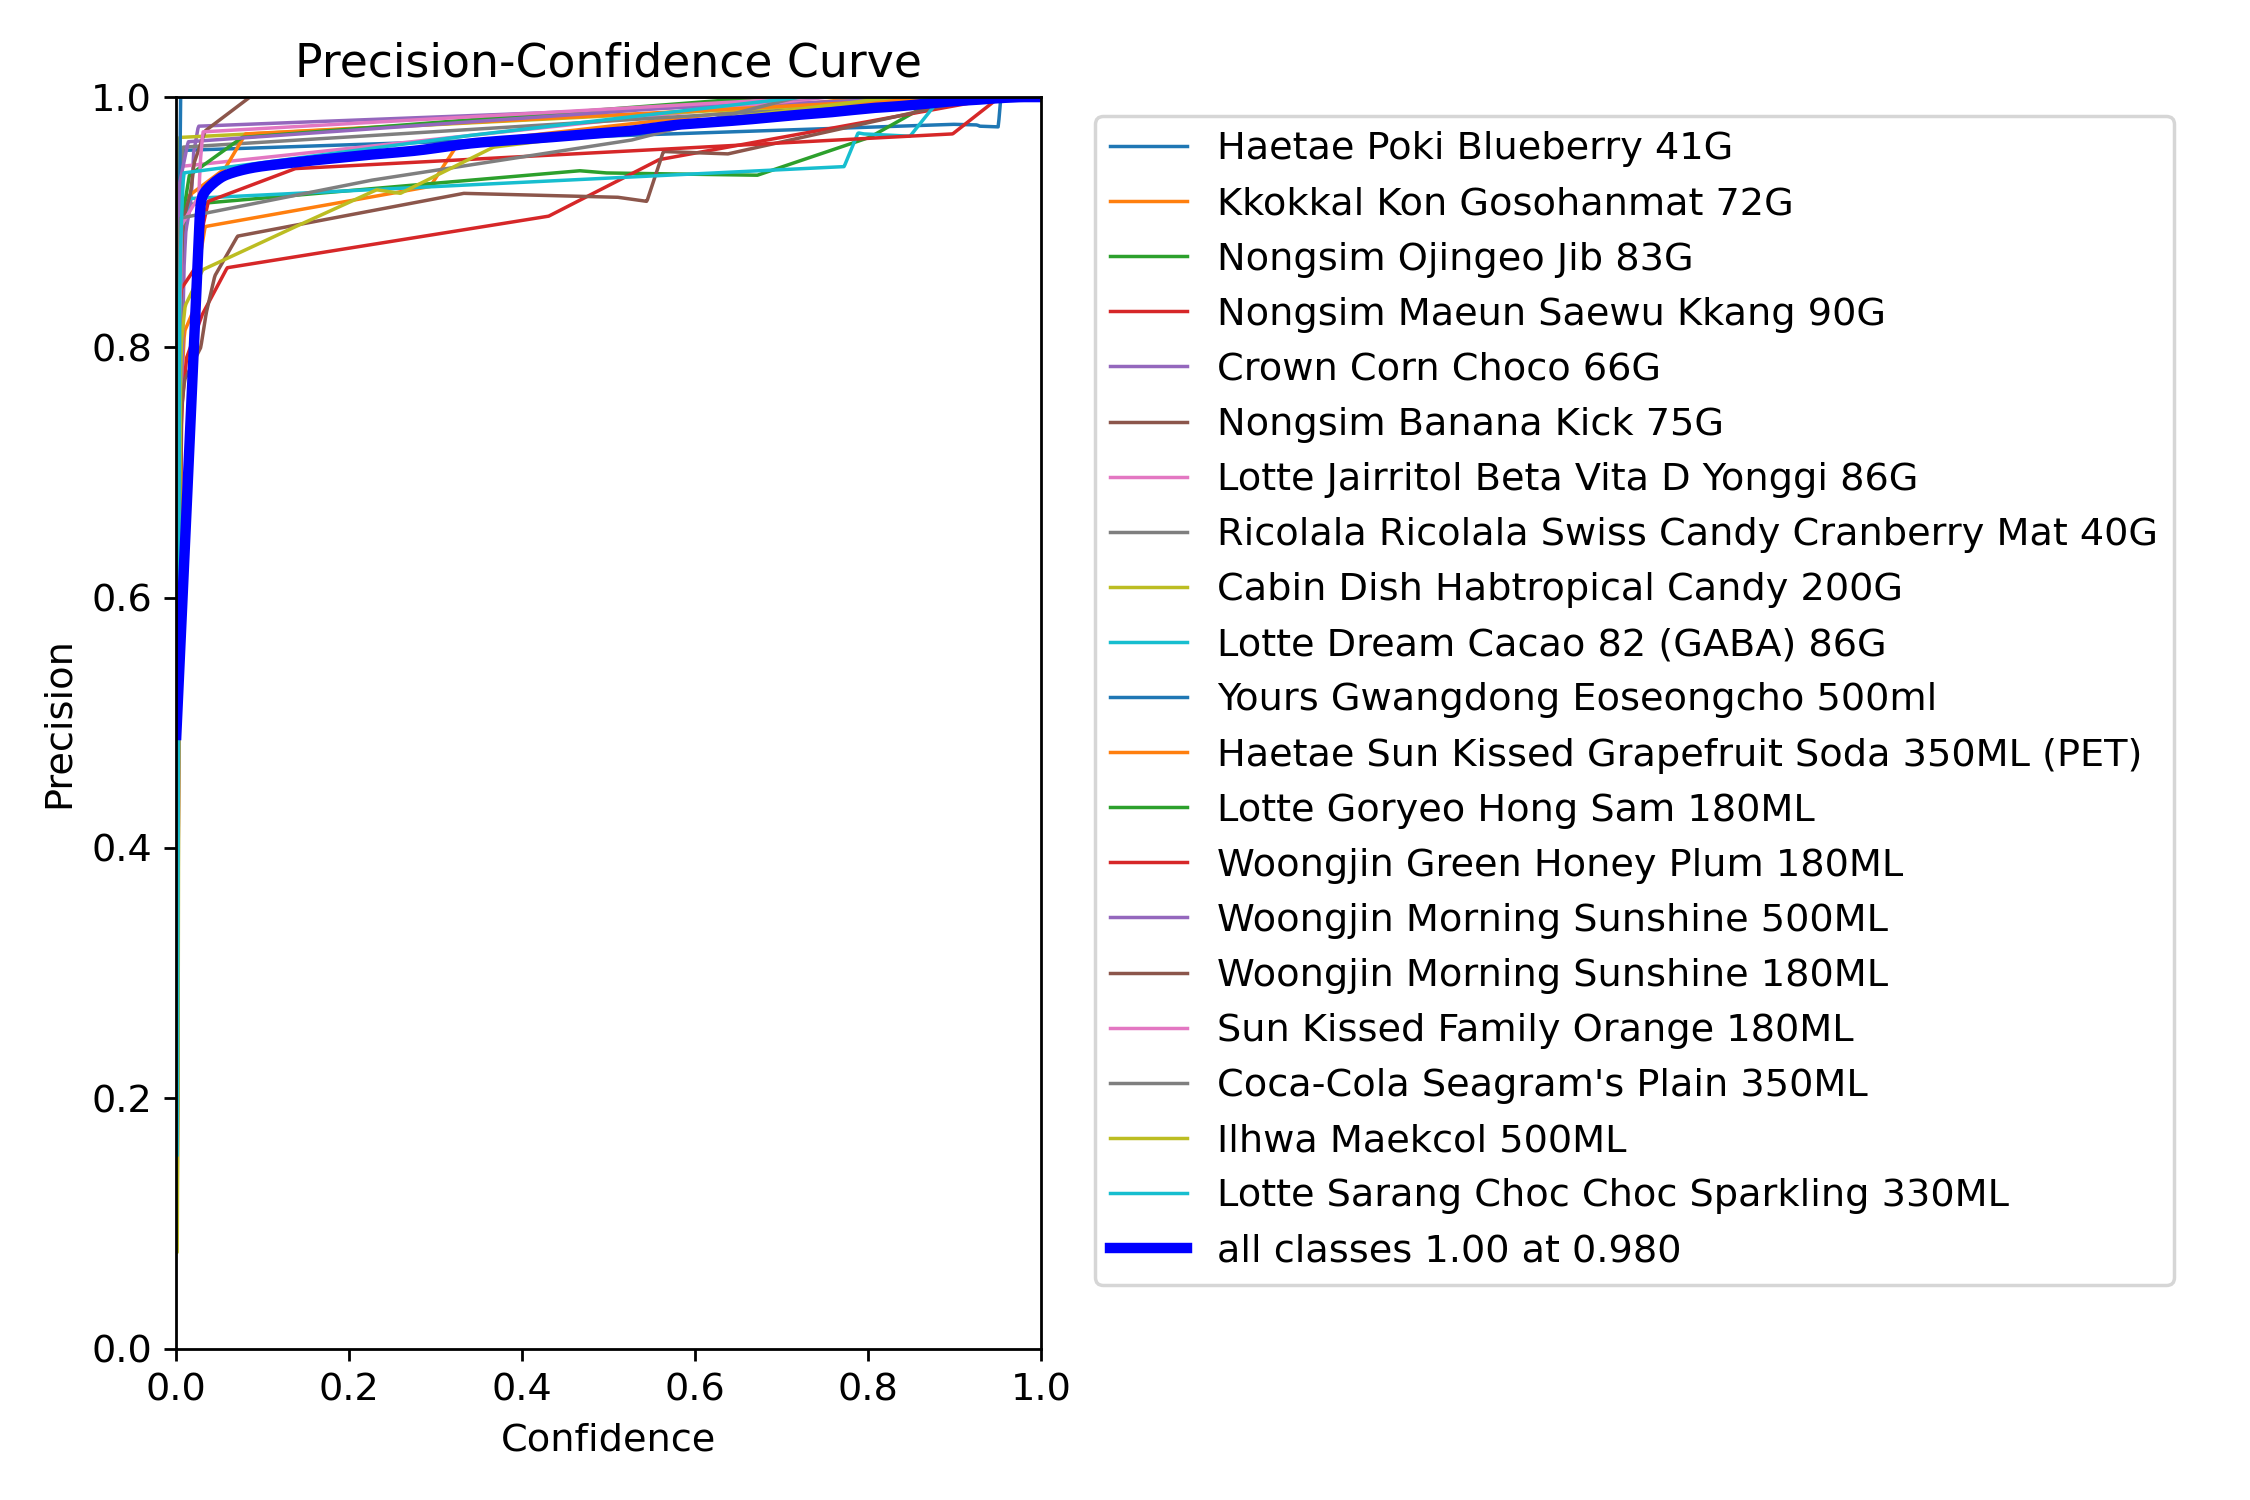 Precision-Confidence Curve
1.0
0.8
0.6
0.4
0.2
0.0
Precision
0.0 0.2 0.4 0.6 0.8 1.0
Confidence
Haetae Poki Blueberry 41G
Kkokkal Kon Gosohanmat 72G
Nongsim Ojingeo Jib 83G
Nongsim Maeun Saewu Kkang 90G
Crown Corn Choco 66G
Nongsim Banana Kick 75G
Lotte Jairritol Beta Vita D Yonggi 86G
Ricolala Ricolala Swiss Candy Cranberry Mat 40G
Cabin Dish Habtropical Candy 200G
Lotte Dream Cacao 82 (GABA) 86G
Yours Gwangdong Eoseongcho 500ml
Haetae Sun Kissed Grapefruit Soda 350ML (PET)
Lotte Goryeo Hong Sam 180ML
Woongjin Green Honey Plum 180ML
Woongjin Morning Sunshine 500ML
Woongjin Morning Sunshine 180ML
Sun Kissed Family Orange 180ML
Coca-Cola Seagram's Plain 350ML
Ilhwa Maekcol 500ML
Lotte Sarang Choc Choc Sparkling 330ML
all classes 1.00 at 0.980